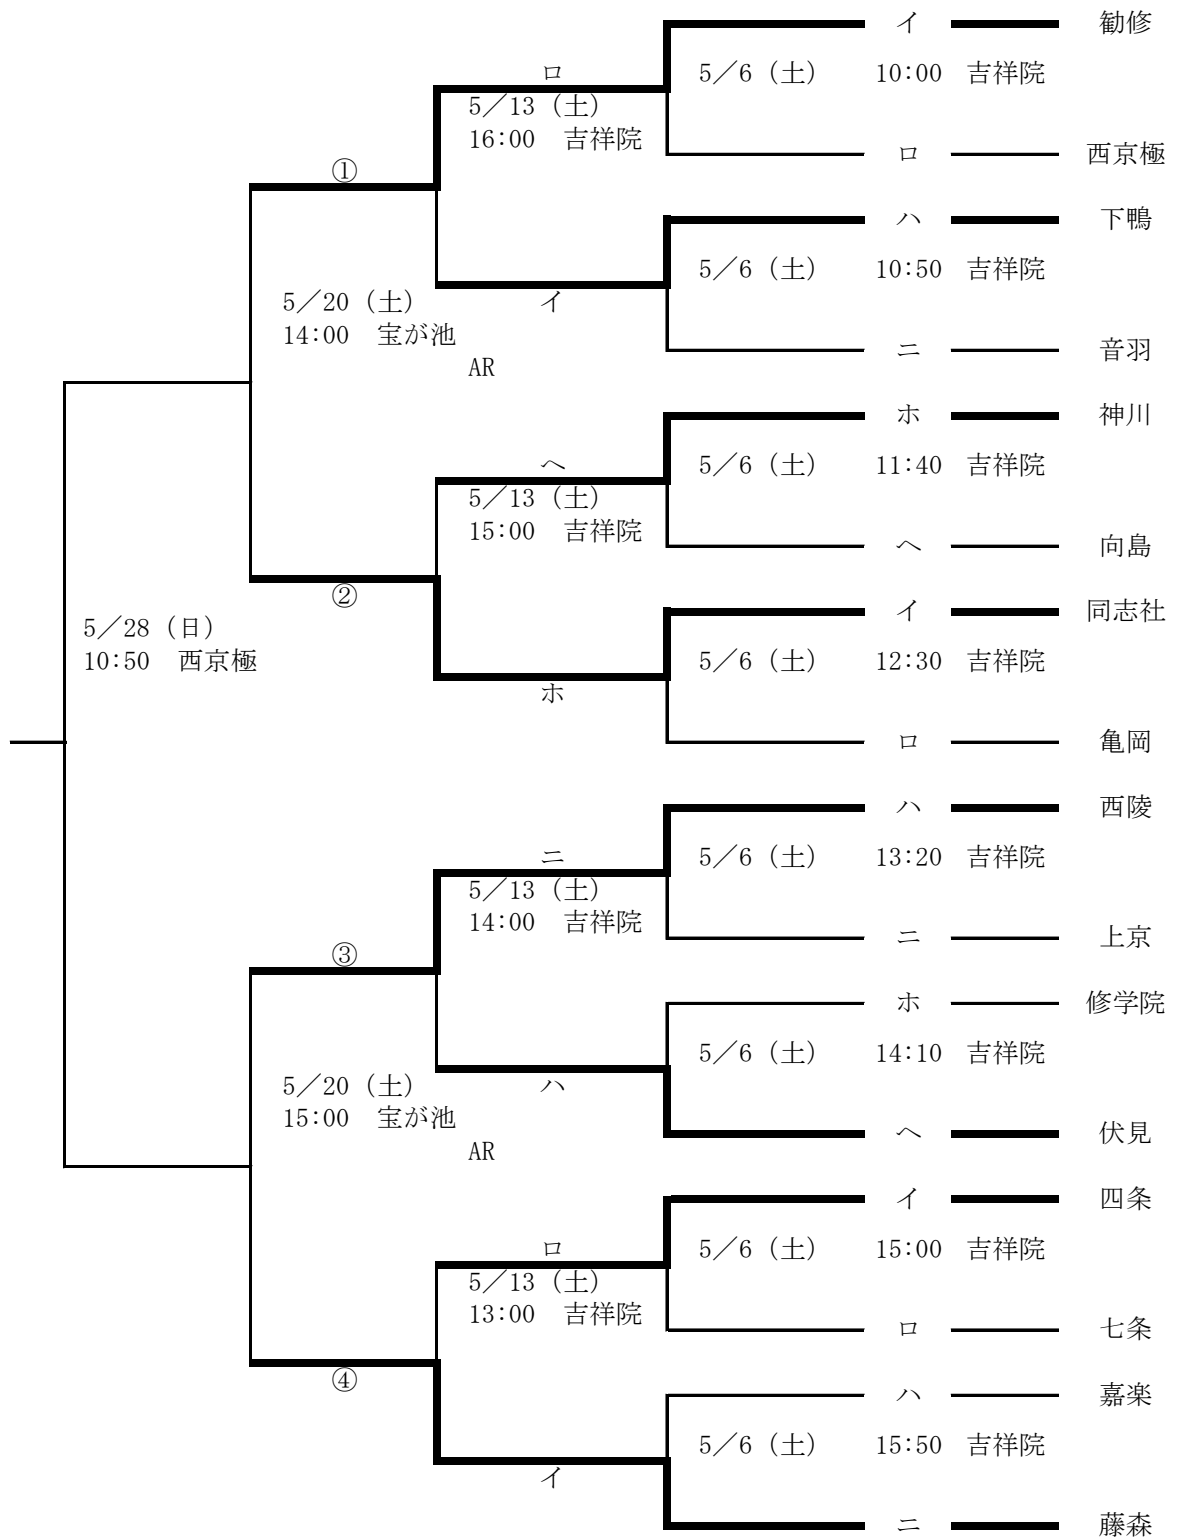 イ 勧修
5／6（土） 10:00 吉祥院
ロ
5／13（土）
16:00 吉祥院
ロ 西京極
①
ハ 下鴨
5／6（土） 10:50 吉祥院
イ
5／20（土）
14:00 宝が池
ニ 音羽
AR
ホ 神川
5／6（土） 11:40 吉祥院
ヘ
5／13（土）
15:00 吉祥院
ヘ 向島
②
イ 同志社
5／28（日）
10:50 西京極
5／6（土） 12:30 吉祥院
ホ
ロ 亀岡
ハ 西陵
5／6（土） 13:20 吉祥院
ニ
5／13（土）
14:00 吉祥院
ニ 上京
③
ホ 修学院
5／6（土） 14:10 吉祥院
ハ
5／20（土）
15:00 宝が池
ヘ 伏見
AR
イ 四条
5／6（土） 15:00 吉祥院
ロ
5／13（土）
13:00 吉祥院
ロ 七条
④
ハ 嘉楽
5／6（土） 15:50 吉祥院
イ
ニ 藤森